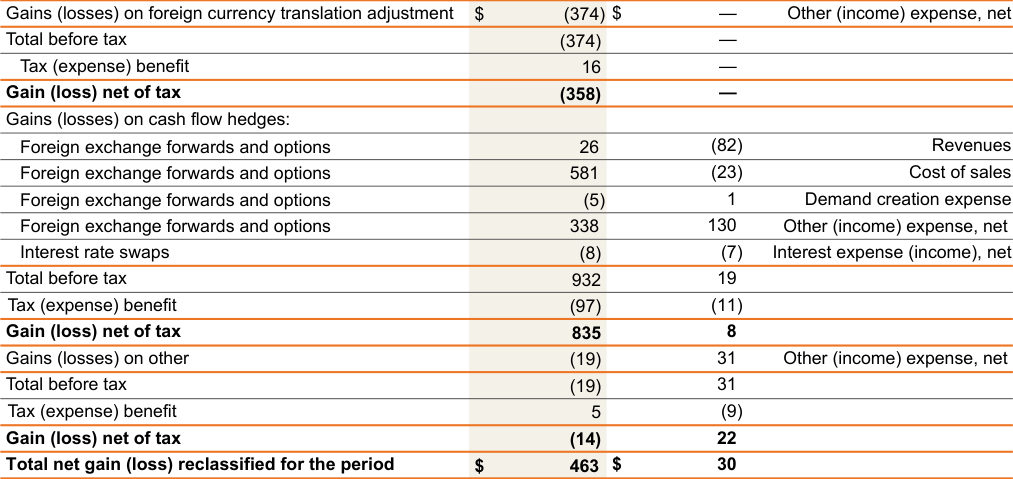 Gains (losses) on foreign currency translation adjustment $ (374) $ — Other (income) expense, net
Total before tax (374) —
Tax (expense) benefit 16 —
Gain (loss) net of tax (358) —
Gains (losses) on cash flow hedges:
Foreign exchange forwards and options 26 (82) Revenues
Foreign exchange forwards and options 581 (23) Cost of sales
Foreign exchange forwards and options (5) 1 Demand creation expense
Foreign exchange forwards and options 338 130 Other (income) expense, net
Interest rate swaps (8) (7) Interest expense (income), net
Total before tax 932 19
Tax (expense) benefit (97) (11)
Gain (loss) net of tax 835 8
Gains (losses) on other (19) 31 Other (income) expense, net
Total before tax (19) 31
Tax (expense) benefit 5 (9)
Gain (loss) net of tax (14) 22
Total net gain (loss) reclassified for the period $ 463 $ 30